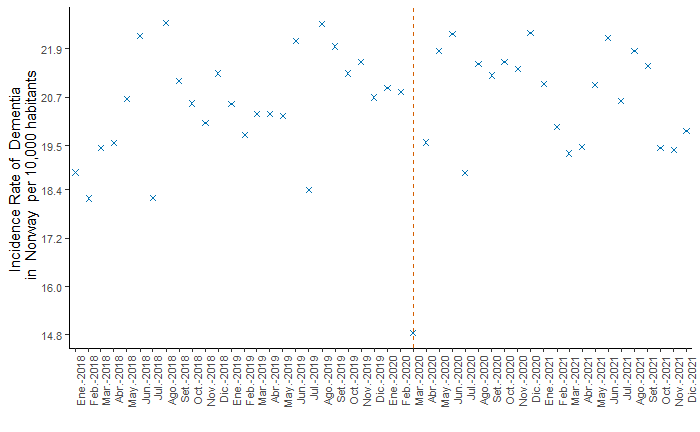 Incidence Rate of Dementia
in Norway per 10,000 habitants
21.9
20.7
19.5
18.4
17.2
16.0
14.8
Ene.-2018
Feb.-2018
Mar.-2018
Abr.-2018
May.-2018
Jun.-2018
Jul.-2018
Ago.-2018
Set.-2018
Oct.-2018
Nov.-2018
Dic.-2018
Ene.-2019
Feb.-2019
Mar.-2019
Abr.-2019
May.-2019
Jun.-2019
Jul.-2019
Ago.-2019
Set.-2019
Oct.-2019
Nov.-2019
Dic.-2019
Ene.-2020
Feb.-2020
Mar.-2020
Abr.-2020
May.-2020
Jun.-2020
Jul.-2020
Ago.-2020
Set.-2020
Oct.-2020
Nov.-2020
Dic.-2020
Ene.-2021
Feb.-2021
Mar.-2021
Abr.-2021
May.-2021
Jun.-2021
Jul.-2021
Ago.-2021
Set.-2021
Oct.-2021
Nov.-2021
Dic.-2021